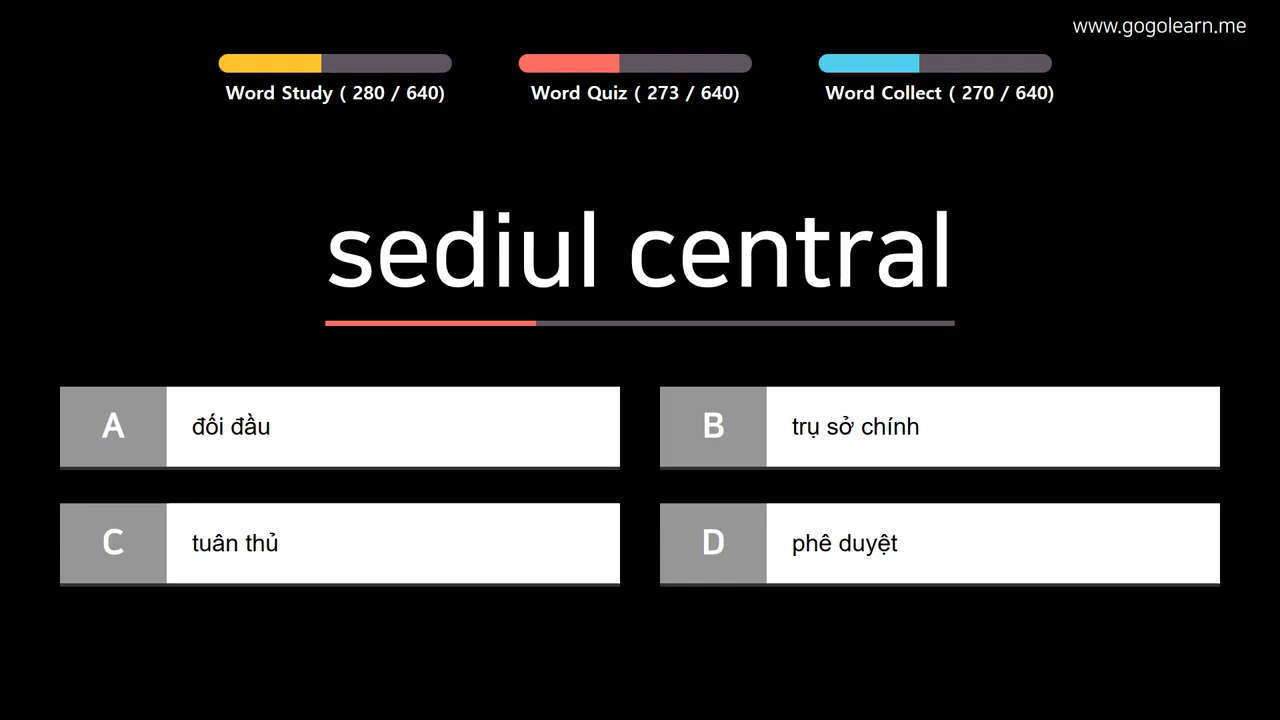 www.gogolearn.me
Word Study ( 280 / 640)
Word Quiz ( 273 / 640)
Word Collect ( 270 / 640)
sediul central
A đối đầu
B trụ sở chính
C tuân thủ
D phê duyệt